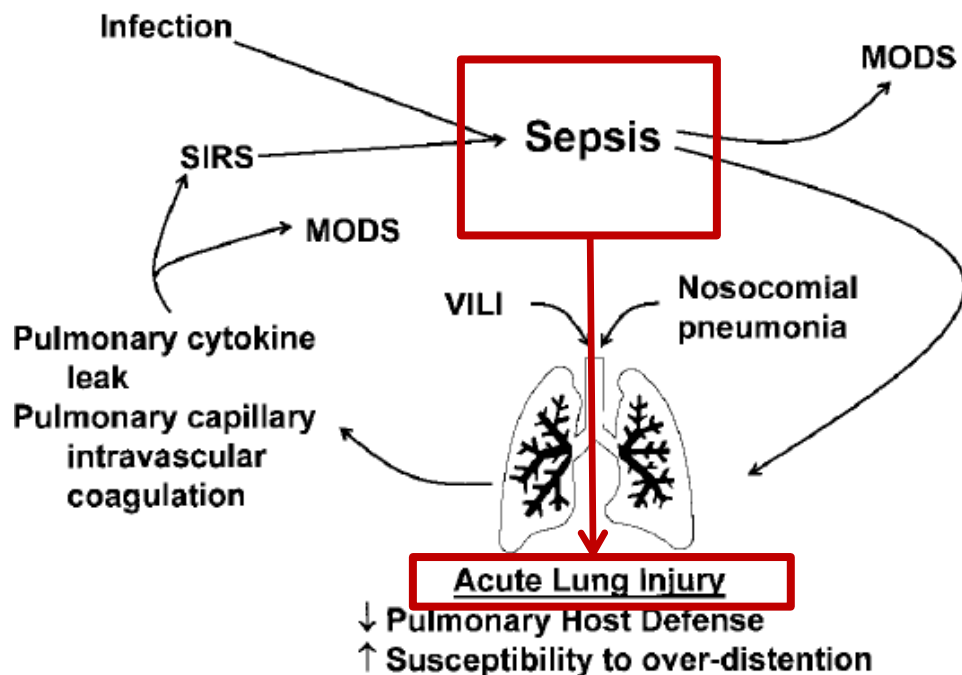 Infection
MODS
Sepsis
SIRS
MODS
VILI
Nosocomial
pneumonia
Pulmonary cytokine
leak
Pulmonary capillary
intravascular
coagulation
Acute Lung Injury
↓ Pulmonary Host Defense
↑ Susceptibility to over-distention